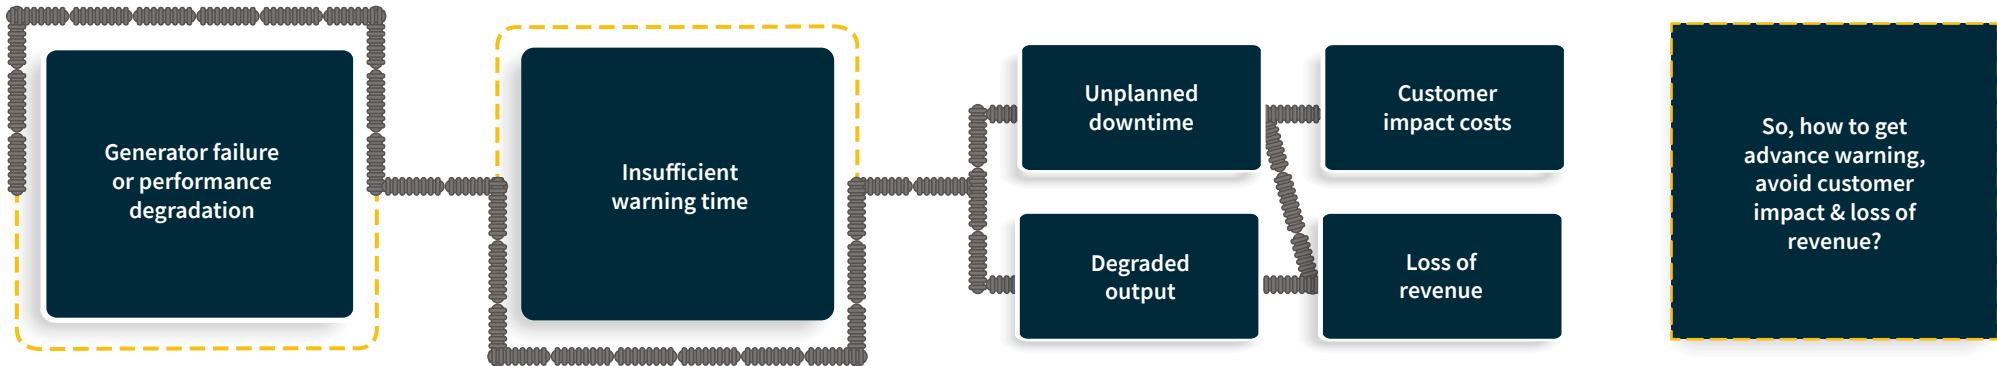 Generator failure
or performance
degradation
Insufficient
warning time
Unplanned
downtime
Degraded
output
Customer
impact costs
Loss of
revenue
So, how to get
advance warning,
avoid customer
impact & loss of
revenue?